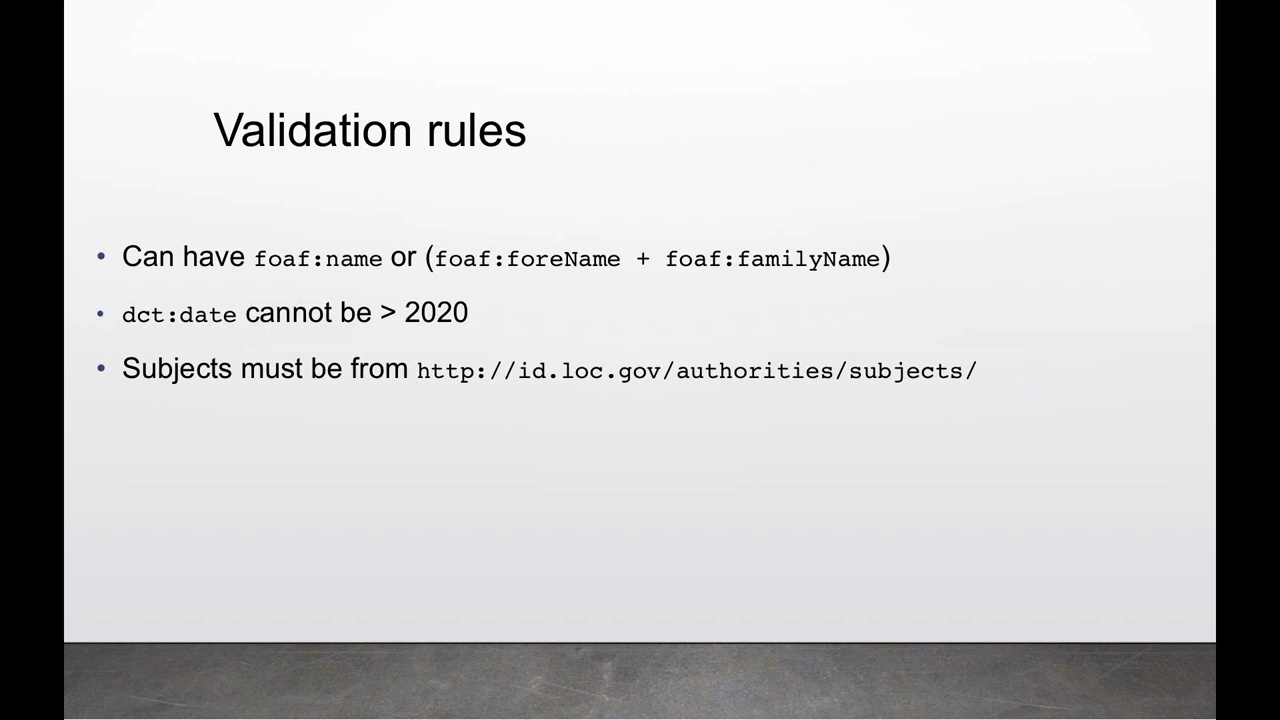 Validation rules
• Can have foaf:name or (foaf:foreName + foaf:familyName)
• dct:date cannot be > 2020
• Subjects must be from http://id.loc.gov/authorities/subjects/